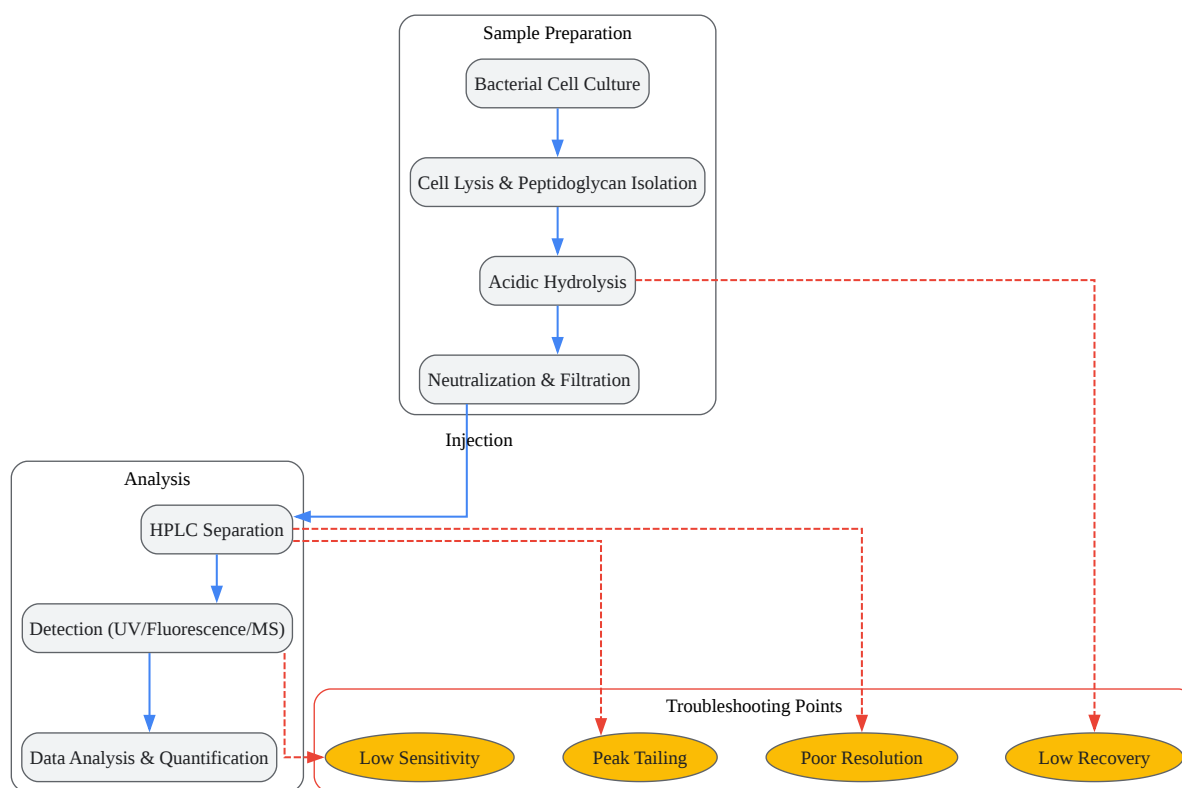 Sample Preparation
Bacterial Cell Culture
Cell Lysis & Peptidoglycan Isolation
Acidic Hydrolysis
Neutralization & Filtration
Injection
Analysis
HPLC Separation
Detection (UV/Fluorescence/MS)
Data Analysis & Quantification
Troubleshooting Points
Low Sensitivity
Peak Tailing
Poor Resolution
Low Recovery